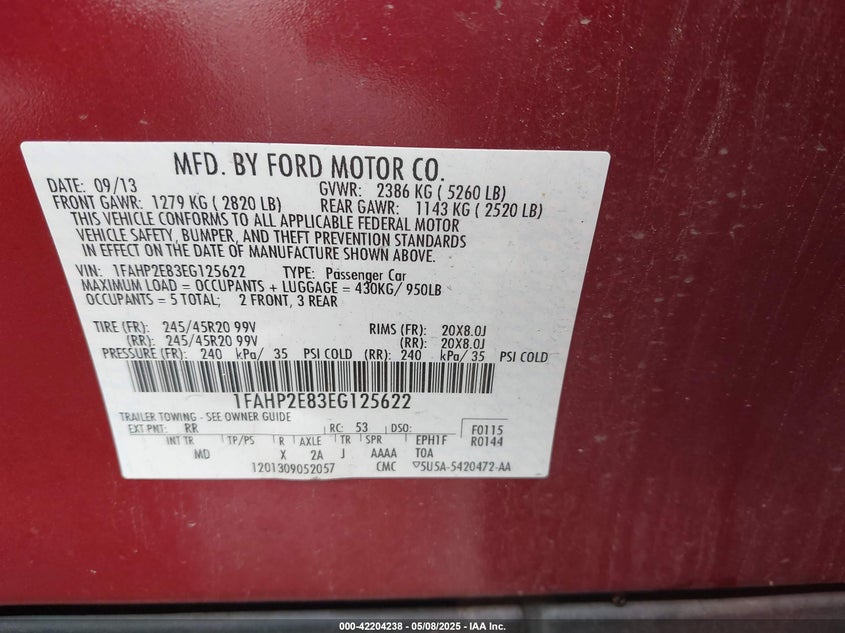 MFD. BY FORD MOTOR CO.
DATE: 09/13 GVWR: 2386 KG ( 5260 LB)
FRONT GAWR: 1279 KG ( 2820 LB) REAR GAWR: 1143 KG ( 2520 LB)
THIS VEHICLE CONFORMS TO ALL APPLICABLE FEDERAL MOTOR
VEHICLE SAFETY, BUMPER, AND THEFT PREVENTION STANDARDS
IN EFFECT ON THE DATE OF MANUFACTURE SHOWN ABOVE.
VIN: 1FAHP2E83EG125622 TYPE: Passenger Car
MAXIMUM LOAD = OCCUPANTS + LUGGAGE = 430KG/ 950LB
OCCUPANTS = 5 TOTAL; 2 FRONT, 3 REAR
TIRE (FR): 245/45R20 99V RIMS (FR): 20X8.0J
(RR): 245/45R20 99V (RR): 20X8.0J
PRESSURE (FR): 240 kPa/ 35 PSI COLD (RR): 240 kPa/ 35 PSI COLD
1FAHP2E83EG125622
TRAILER TOWING - SEE OWNER GUIDE
EXT PNT: RR RC: 53 DSO: F0115
INT TR TP/PS R AXLE TR SPR EPH1F R0144
MD X 2A J AAAA TOA
1201309052057 CMC ▽5U5A-5420472-AA
000-42204238 - 05/08/2025 - IAA Inc.